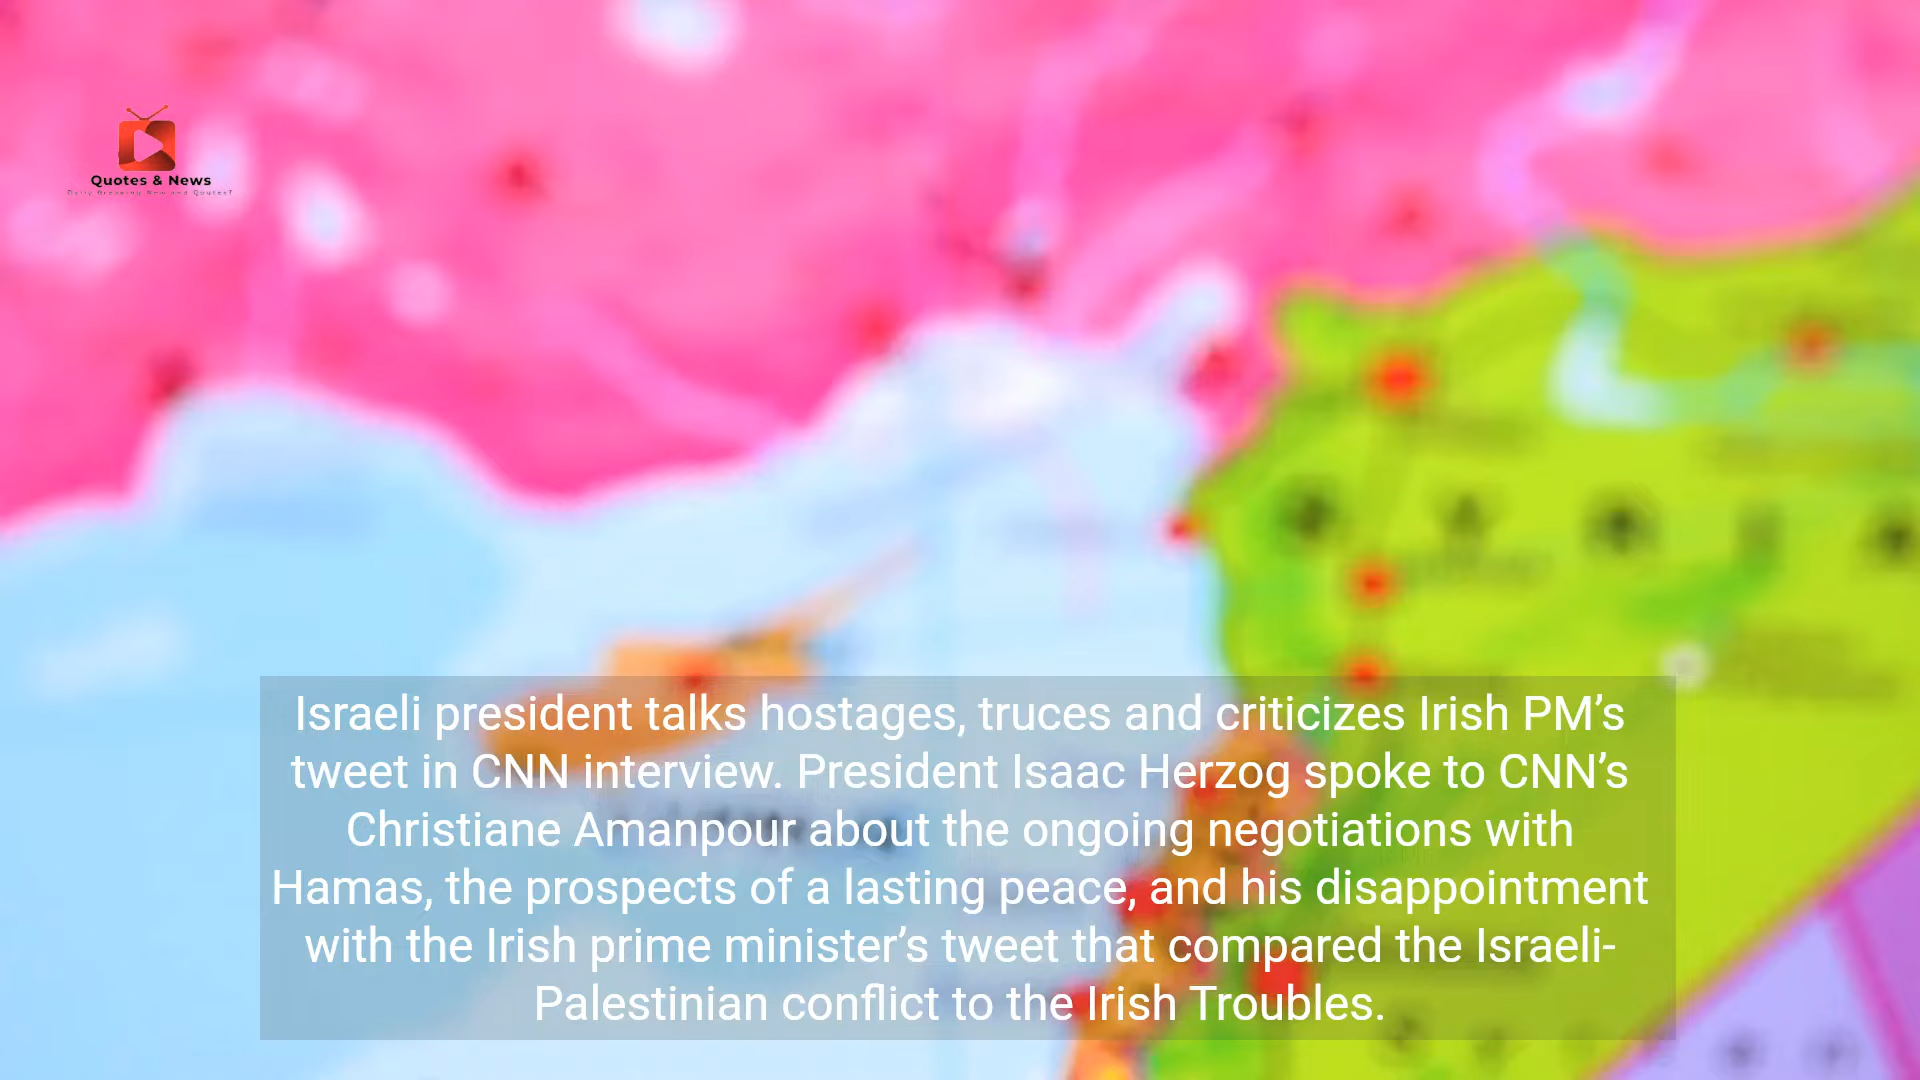 Quotes & News
Israeli president talks hostages, truces and criticizes Irish PM’s
tweet in CNN interview. President Isaac Herzog spoke to CNN’s
Christiane Amanpour about the ongoing negotiations with
Hamas, the prospects of a lasting peace, and his disappointment
with the Irish prime minister’s tweet that compared the Israeli-
Palestinian conflict to the Irish Troubles.